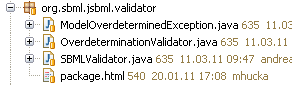 org.sbml.jsbml.validator
ModelOverdeterminedException.java 635 11.03.1
OverdeterminationValidator.java 635 11.03.11
SBMLValidator.java 635 11.03.11 09:47 andrea
package.html 540 20.01.11 17:08 mhucka